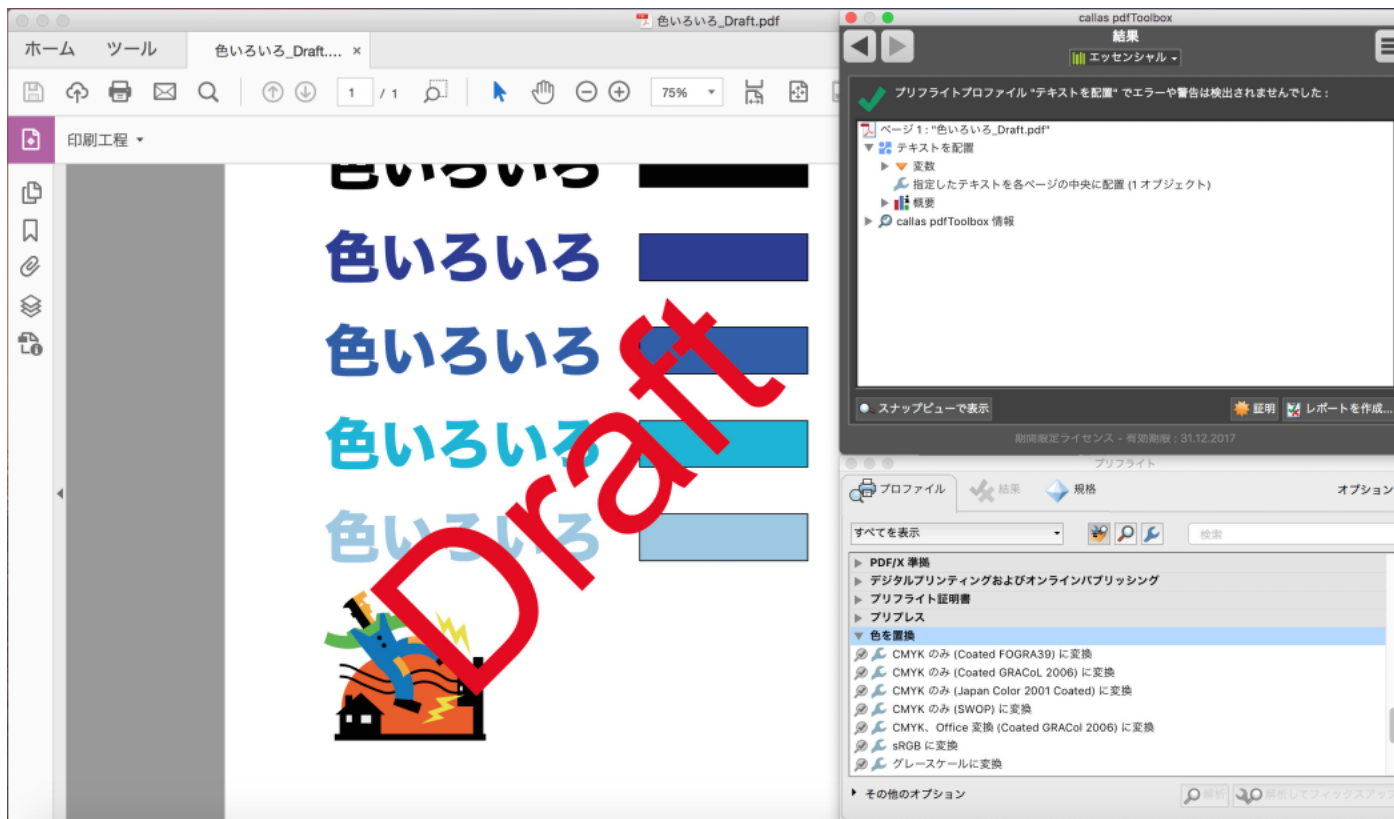 色いろいろ_Draft.pdf
ホーム ツール 色いろいろ_Draft.... ×
1 / 1 75%
印刷工程
色いろいろ
色いろいろ
色いろいろ
色いろいろ
色いろいろ
Draft
callas pdfToolbox
結果
エッセンシャル
プリフライトプロファイル "テキストを配置" でエラーや警告は検出されませんでした :
ページ 1 : "色いろいろ_Draft.pdf"
テキストを配置
変数
指定したテキストを各ページの中央に配置 (1 オブジェクト)
概要
callas pdfToolbox 情報
スナップビューで表示 証明 レポートを作成...
期間限定ライセンス - 有効期限 : 31.12.2017
プリフライト
プロファイル 結果 規格 オプション
すべてを表示 検索
PDF/X 準拠
デジタルプリンティングおよびオンラインパブリッシング
プリフライト証明書
プリプレス
色を置換
CMYK のみ (Coated FOGRA39) に変換
CMYK のみ (Coated GRACoL 2006) に変換
CMYK のみ (Japan Color 2001 Coated) に変換
CMYK のみ (SWOP) に変換
CMYK、Office 変換 (Coated GRACol 2006) に変換
sRGB に変換
グレースケールに変換
その他のオプション 解析 解析してフィックスアップ